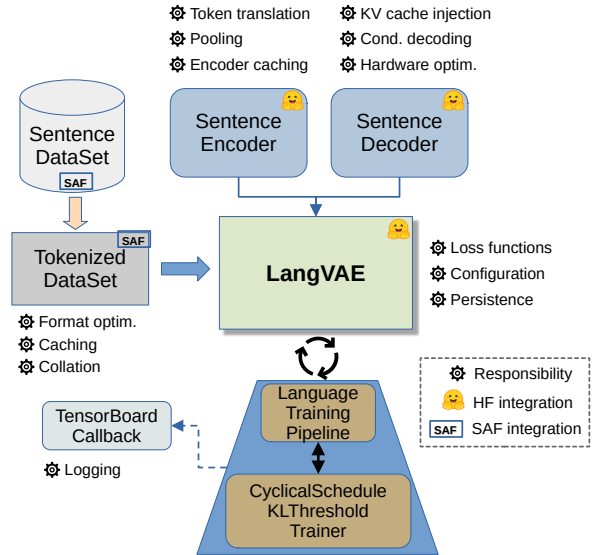 Token translation
Pooling
Encoder caching
KV cache injection
Cond. decoding
Hardware optim.
Sentence
DataSet
SAF
Sentence
Encoder
Sentence
Decoder
SAF
Tokenized
DataSet
LangVAE
Loss functions
Configuration
Persistence
Format optim.
Caching
Collation
Responsibility
HF integration
SAF SAF integration
Language
Training
Pipeline
TensorBoard
Callback
Logging
CyclicalSchedule
KLThreshold
Trainer